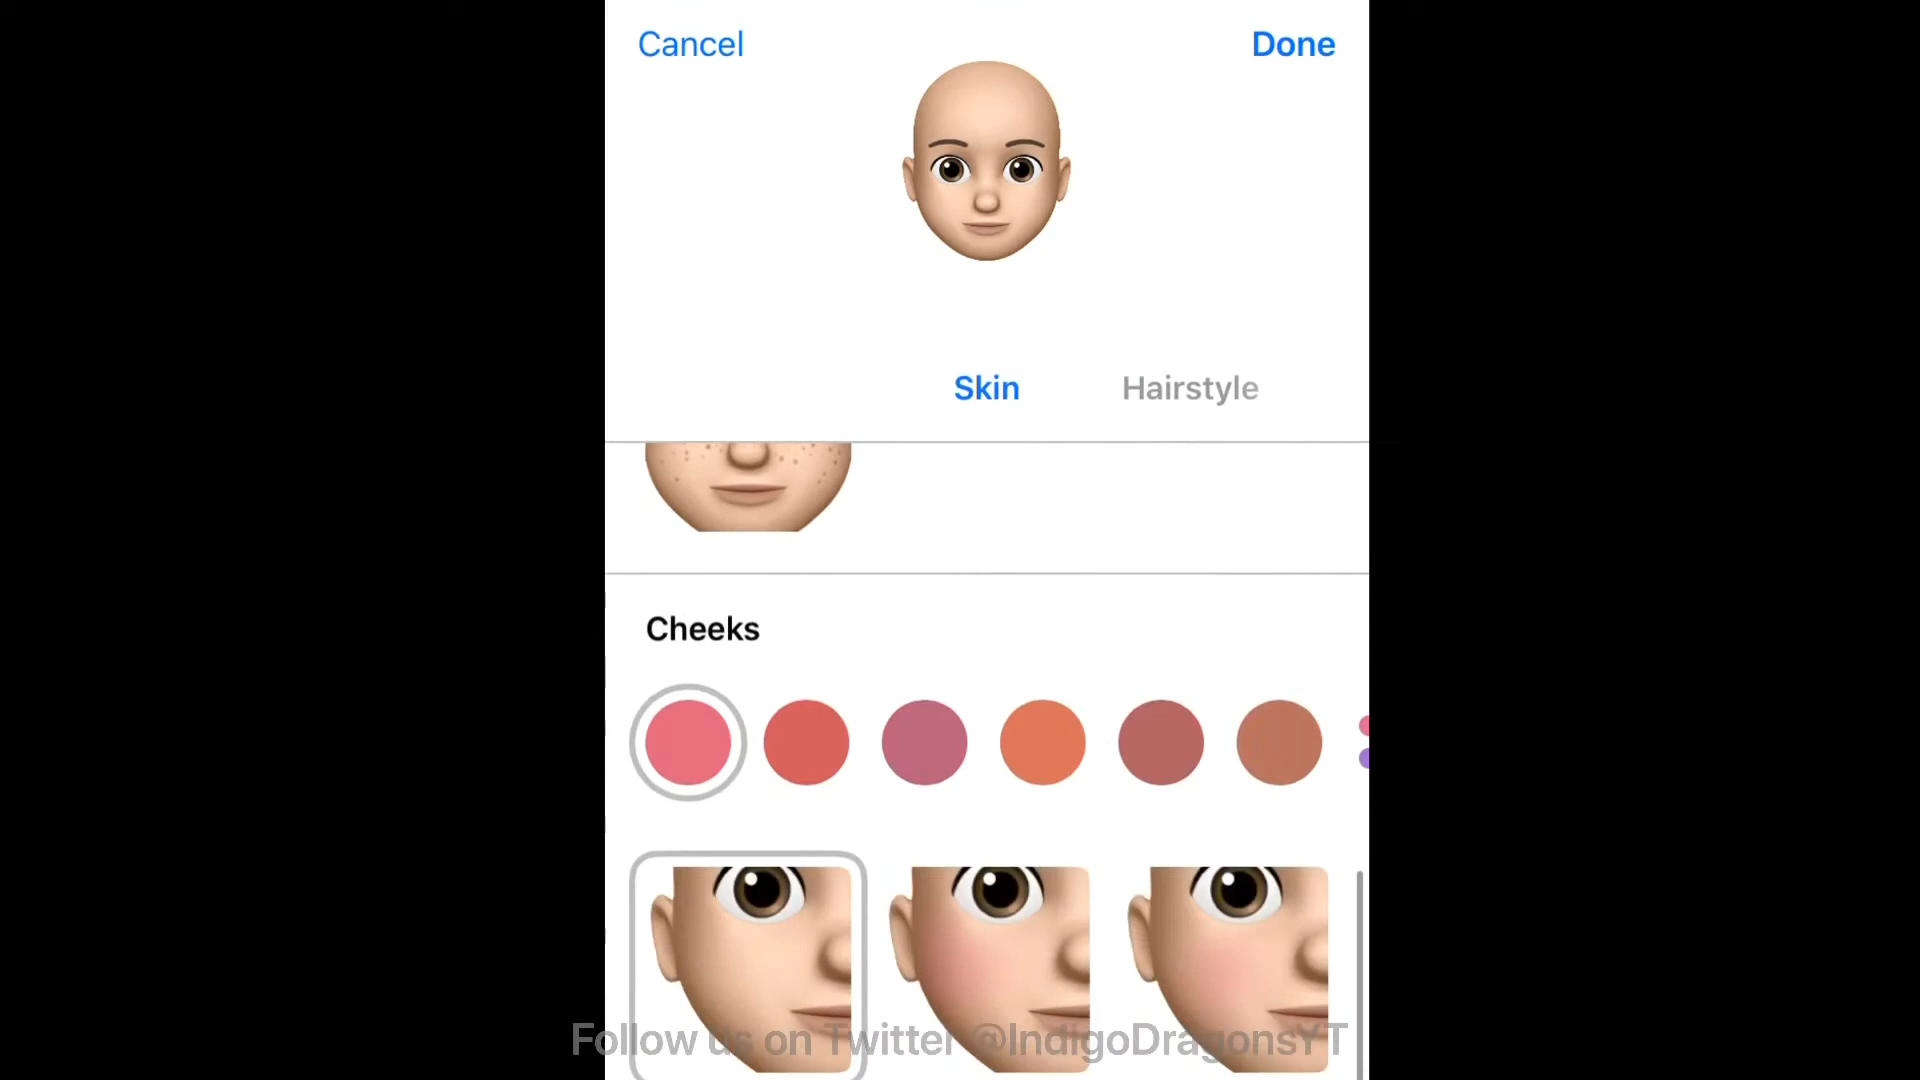 Cancel
Done
Skin
Hairstyle
Cheeks
Follow us on Twitter @IndigoDragonsYT